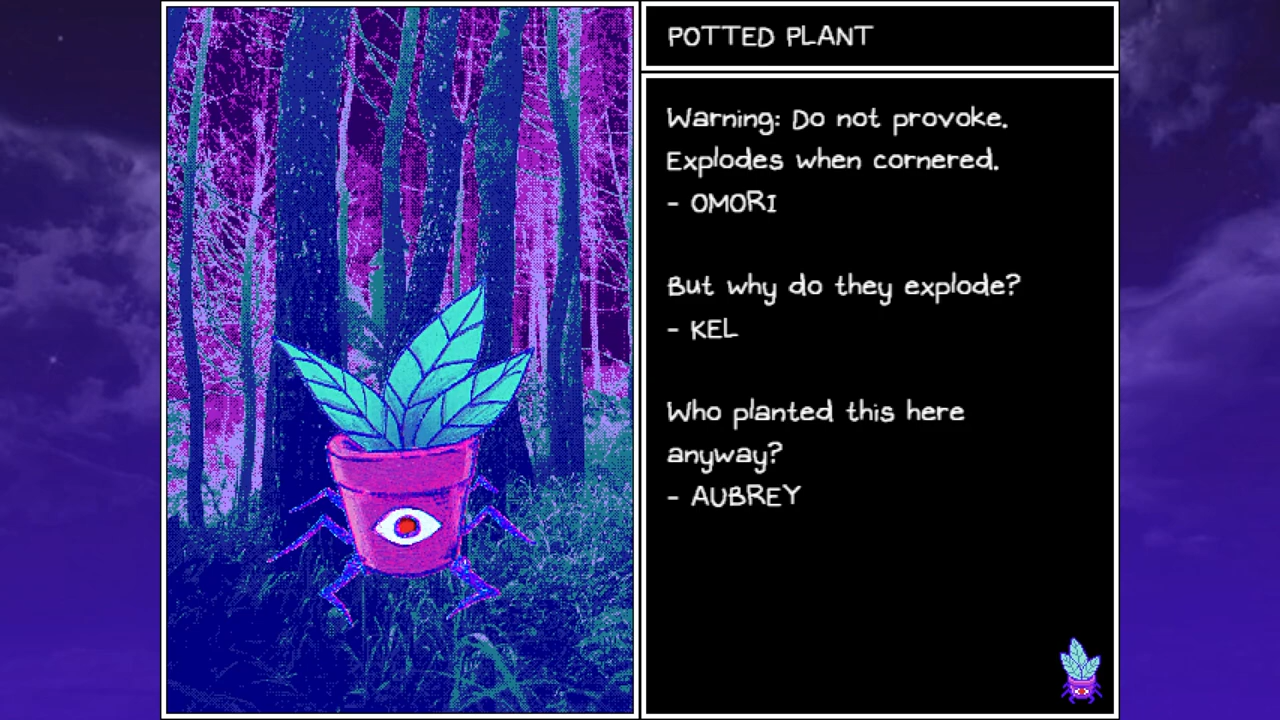 POTTED PLANT
Warning: Do not provoke.
Explodes when cornered.
- OMORI
But why do they explode?
- KEL
Who planted this here
anyway?
- AUBREY